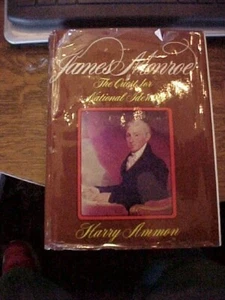 James Monroe
The Quest for
National Identity
Harry Ammon